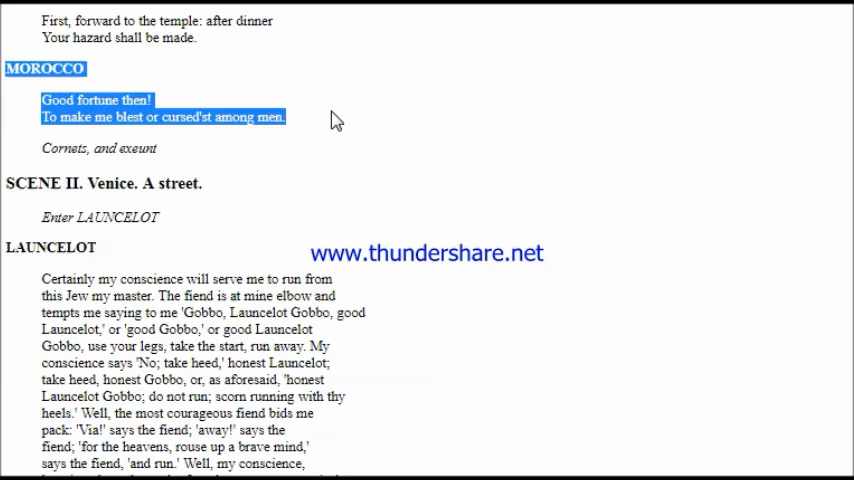 First, forward to the temple: after dinner
Your hazard shall be made.
MOROCCO
Good fortune then!
To make me blest or cursed'st among men.
Cornets, and exeunt
SCENE II. Venice. A street.
Enter LAUNCELOT
LAUNCELOT
www.thundershare.net
Certainly my conscience will serve me to run from
this Jew my master. The fiend is at mine elbow and
tempts me saying to me 'Gobbo, Launcelot Gobbo, good
Launcelot,' or 'good Gobbo,' or good Launcelot
Gobbo, use your legs, take the start, run away. My
conscience says 'No; take heed,' honest Launcelot;
take heed, honest Gobbo, or, as aforesaid, 'honest
Launcelot Gobbo; do not run; scorn running with thy
heels.' Well, the most courageous fiend bids me
pack: 'Via!' says the fiend; 'away!' says the
fiend; 'for the heavens, rouse up a brave mind,'
says the fiend, 'and run.' Well, my conscience,